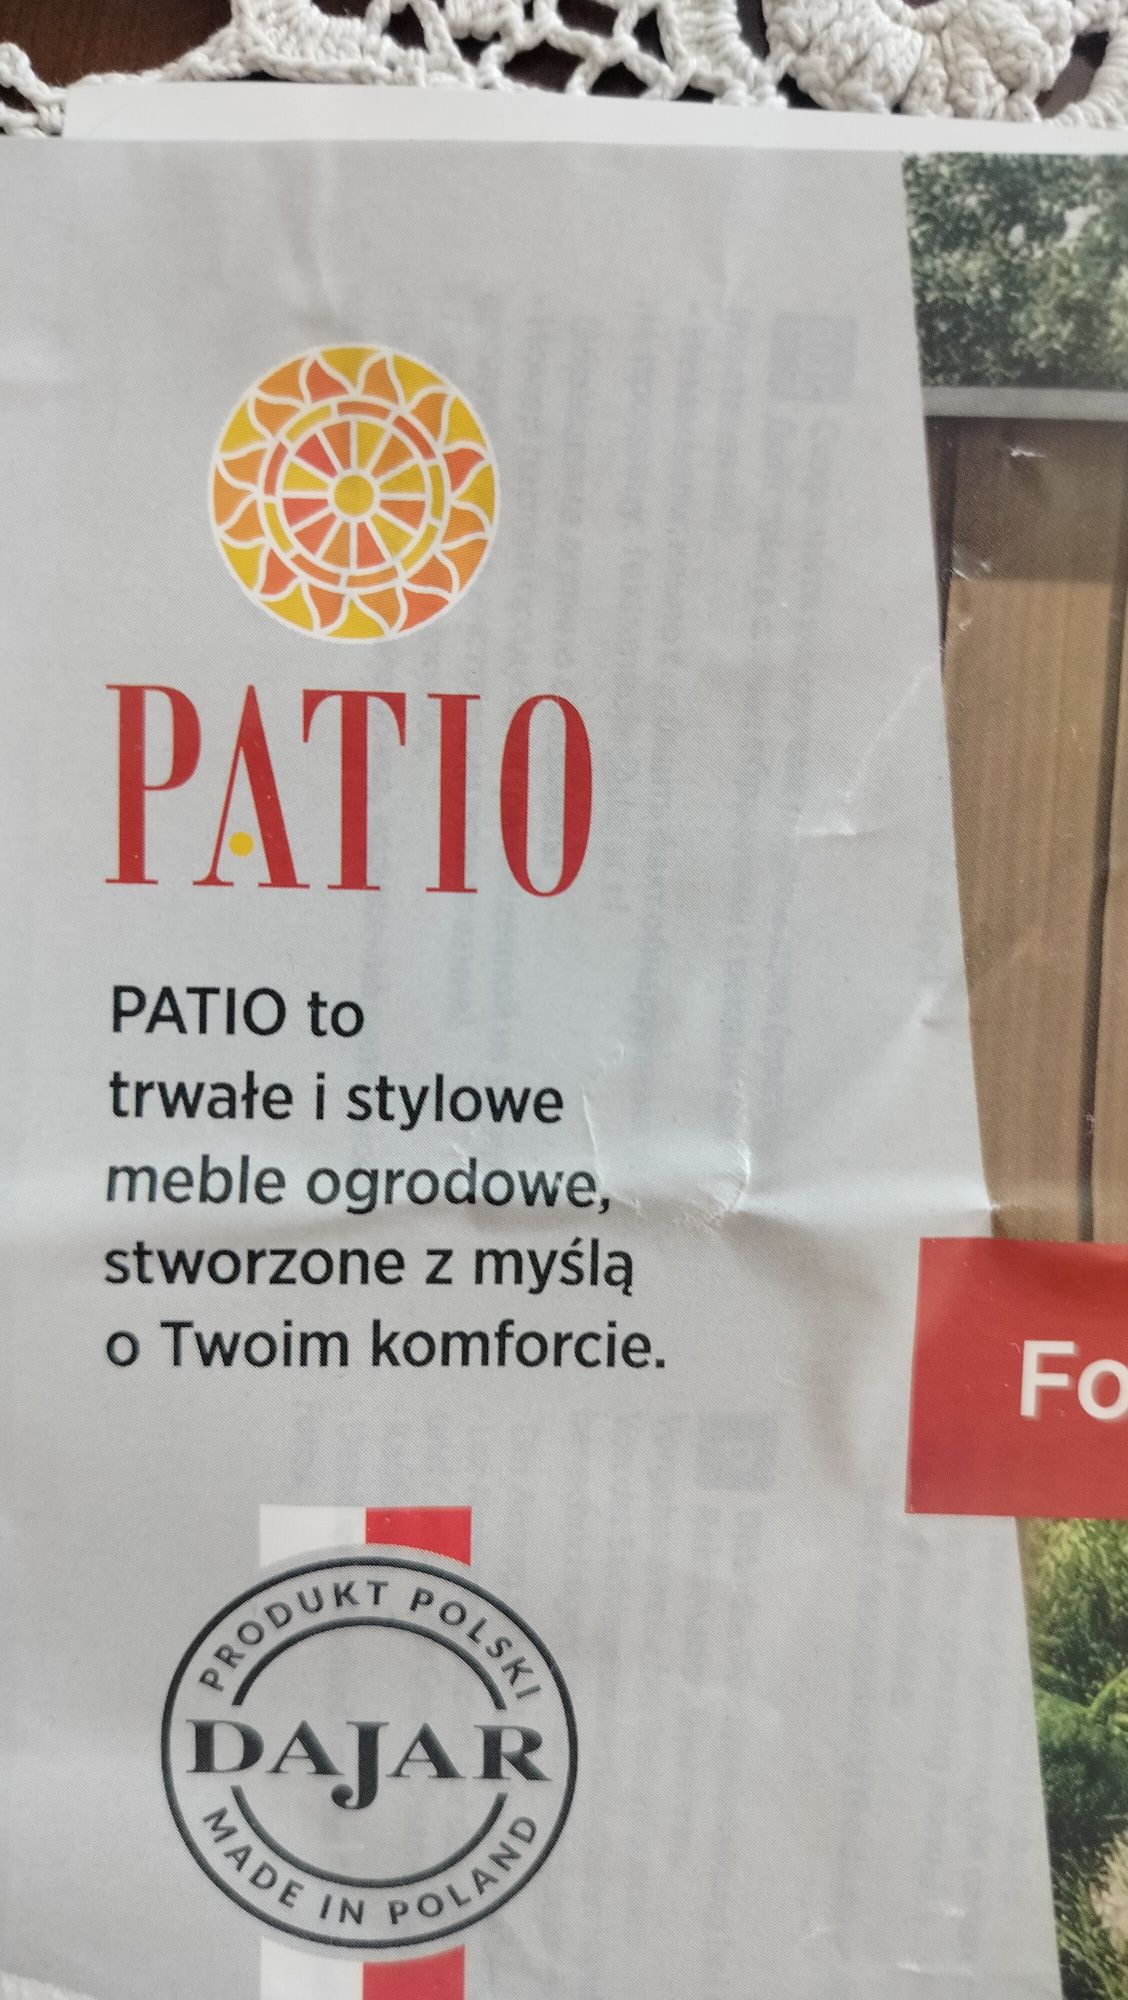 PATIO
PATIO to
trwałe i stylowe
meble ogrodowe,
stworzone z myślą
o Twoim komforcie.
Fo
PRODUKT POLSKI
DAJAR
MADE IN POLAND